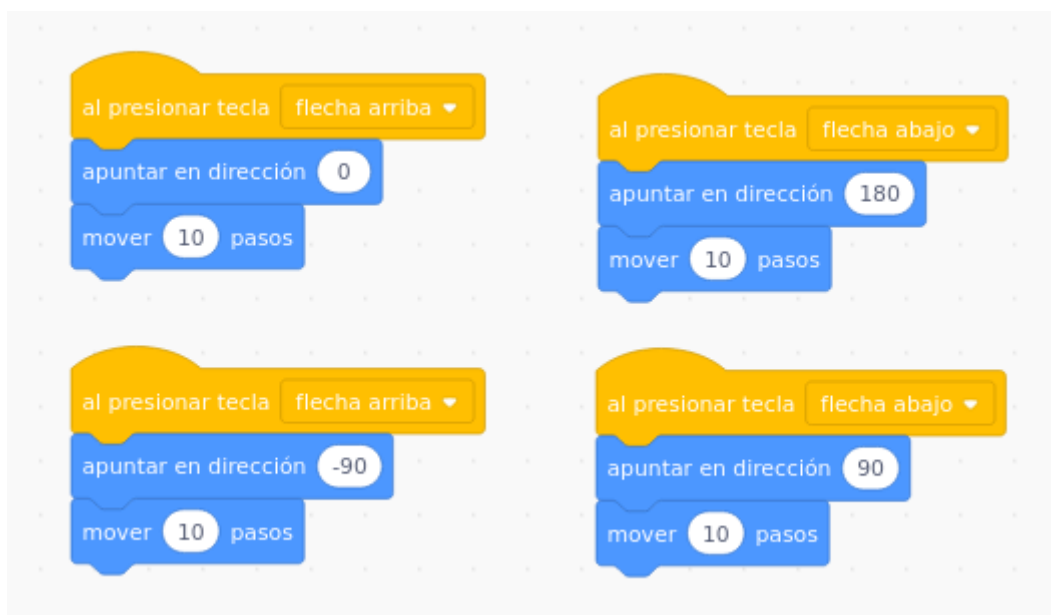 al presionar tecla flecha arriba
apuntar en dirección 0
mover 10 pasos
al presionar tecla flecha abajo
apuntar en dirección 180
mover 10 pasos
al presionar tecla flecha arriba
apuntar en dirección -90
mover 10 pasos
al presionar tecla flecha abajo
apuntar en dirección 90
mover 10 pasos